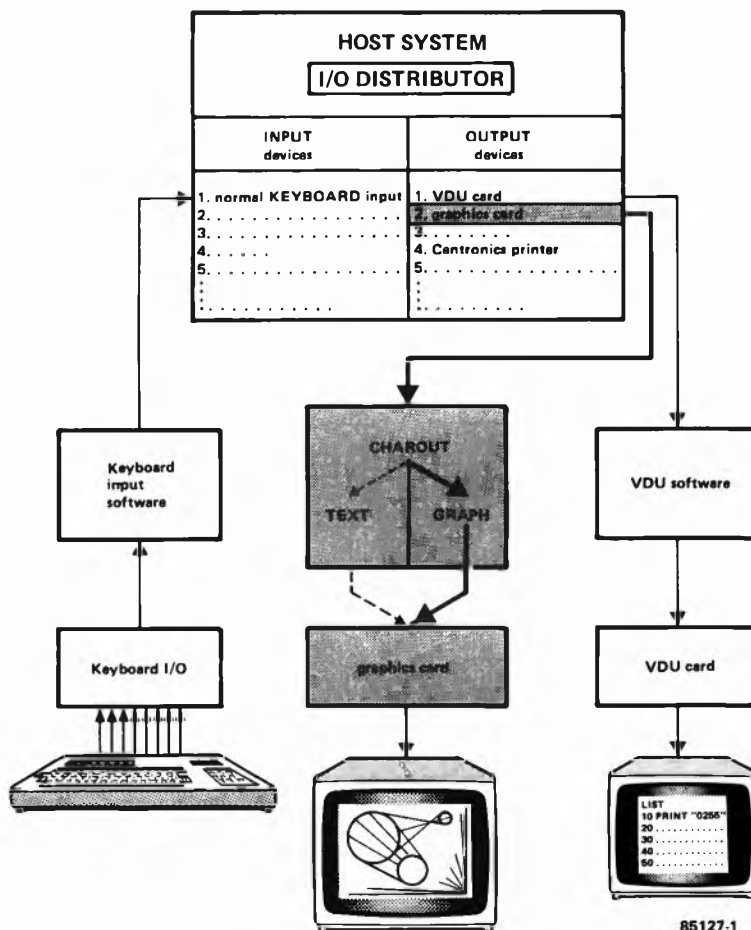 HOST SYSTEM
I/O DISTRIBUTOR
INPUT
devices
1. normal KEYBOARD input
2. . . . . . . . . . . . . . . . . .
3. . . . . . . . . . . . . . . . . .
4. . . . . .
5. . . . . . . . . . . . . . . . . .
OUTPUT
devices
1. VDU card
2. graphics card
3. . . . . . . . .
4. Centronics printer
5. . . . . . . . . . . . . . . . . .
Keyboard
input
software
Keyboard I/O
CHAROUT
TEXT
GRAPH
graphics card
VDU software
VDU card
LIST
10 PRINT "0255"
20 . . . . . . . . . .
30 . . . . . . . . . .
40 . . . . . . . . . .
50 . . . . . . . . . .
85127-1